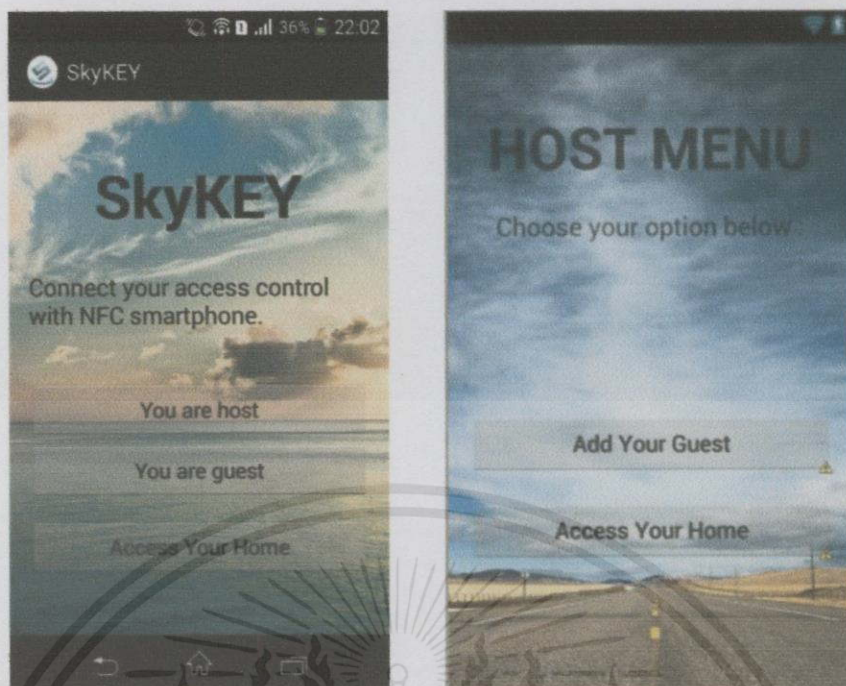 36% 22:02
SkyKEY
SkyKEY
Connect your access control
with NFC smartphone.
You are host
You are guest
Access Your Home
HOST MENU
Choose your option below
Add Your Guest
Access Your Home